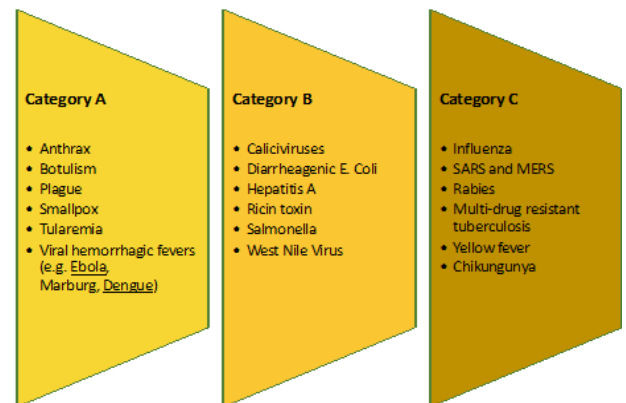 Category A
• Anthrax
• Botulism
• Plague
• Smallpox
• Tularemia
• Viral hemorrhagic fevers
(e.g. Ebola,
Marburg, Dengue)
Category B
• Caliciviruses
• Diarrheagenic E. Coli
• Hepatitis A
• Ricin toxin
• Salmonella
• West Nile Virus
Category C
• Influenza
• SARS and MERS
• Rabies
• Multi-drug resistant
tuberculosis
• Yellow fever
• Chikungunya